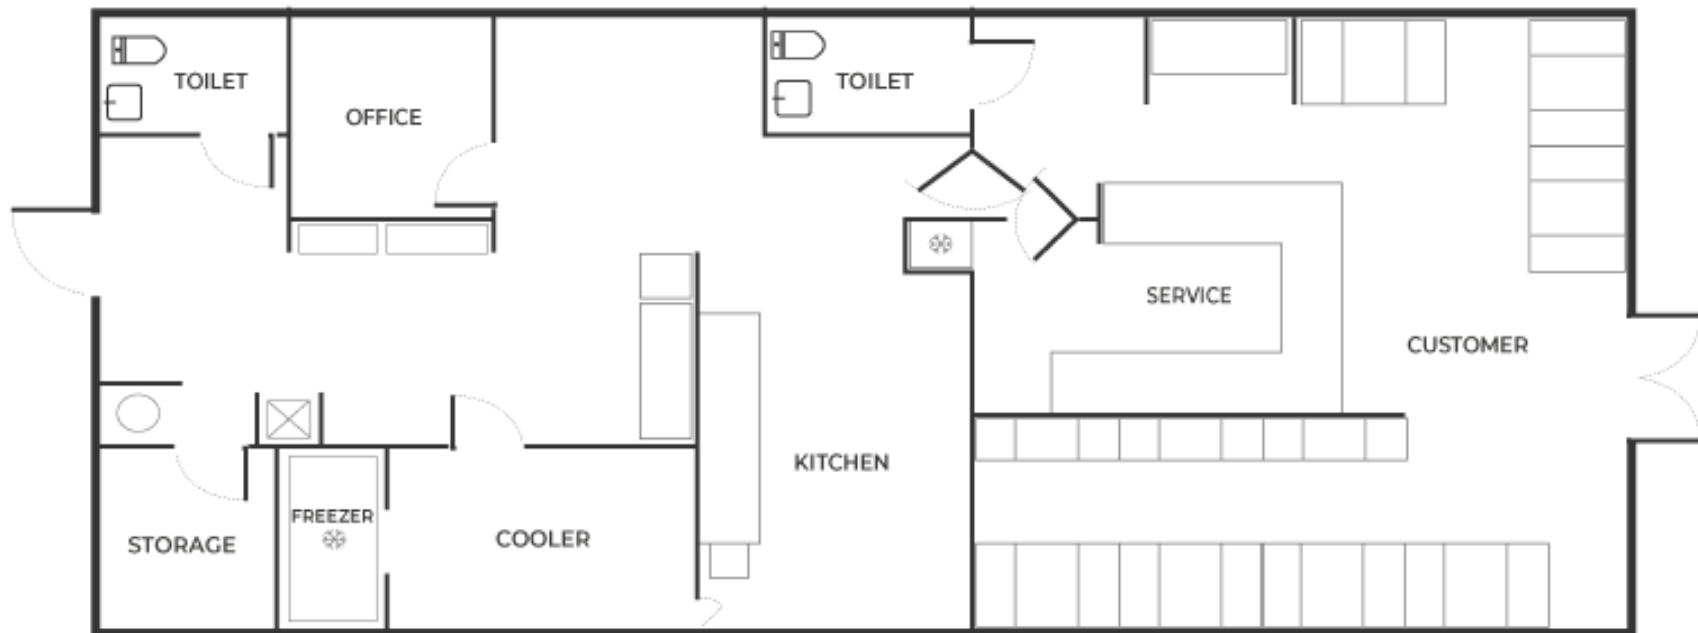 TOILET
TOILET
OFFICE
SERVICE
CUSTOMER
KITCHEN
FREEZER
COOLER
STORAGE